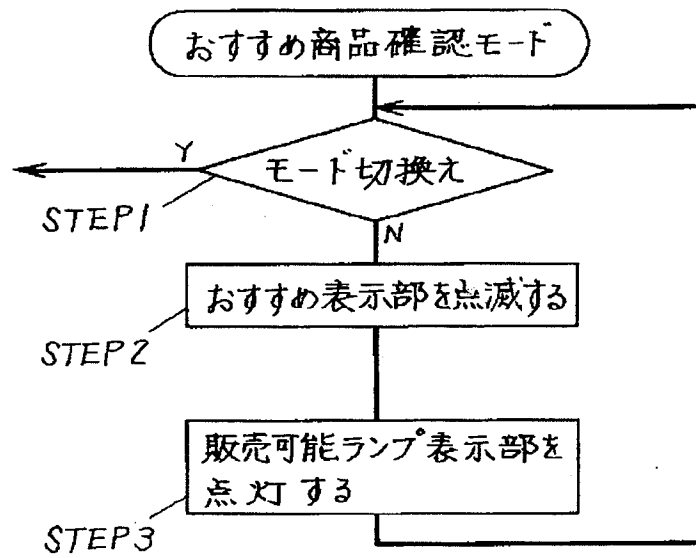 おすすめ商品確認モード
Y
モード切換え
STEP1
N
おすすめ表示部を点滅する
STEP2
販売可能ランプ表示部を
点灯する
STEP3